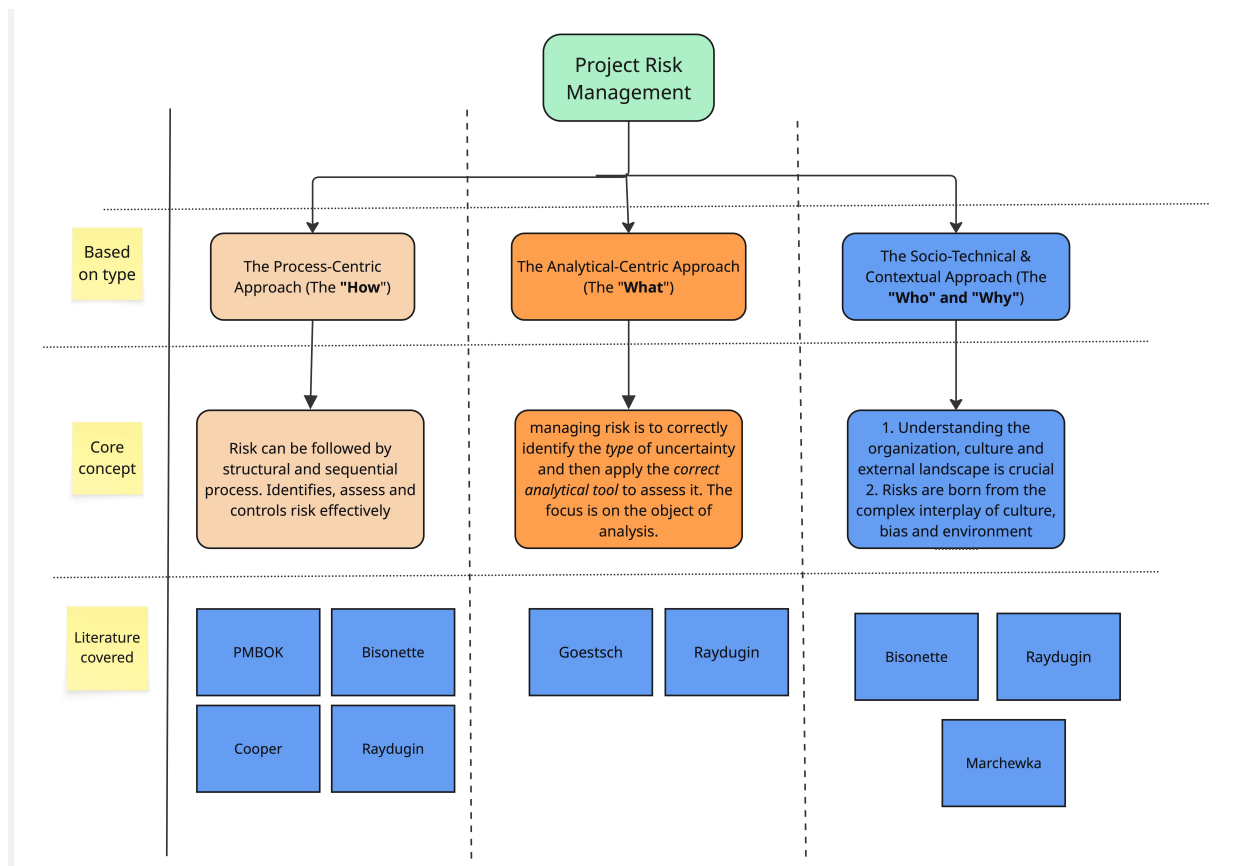 Project Risk
Management
Based
on type
The Process-Centric
Approach (The "How")
The Analytical-Centric Approach
(The "What")
The Socio-Technical &
Contextual Approach (The
"Who" and "Why")
Core
concept
Risk can be followed by
structural and sequential
process. Identifies, assess and
controls risk effectively
managing risk is to correctly
identify the type of uncertainty
and then apply the correct
analytical tool to assess it. The
focus is on the object of
analysis.
1. Understanding the
organization, culture and
external landscape is crucial
2. Risks are born from the
complex interplay of culture,
bias and environment
Literature
covered
PMBOK
Bisonette
Cooper
Raydugin
Goestsch
Raydugin
Bisonette
Raydugin
Marchewka